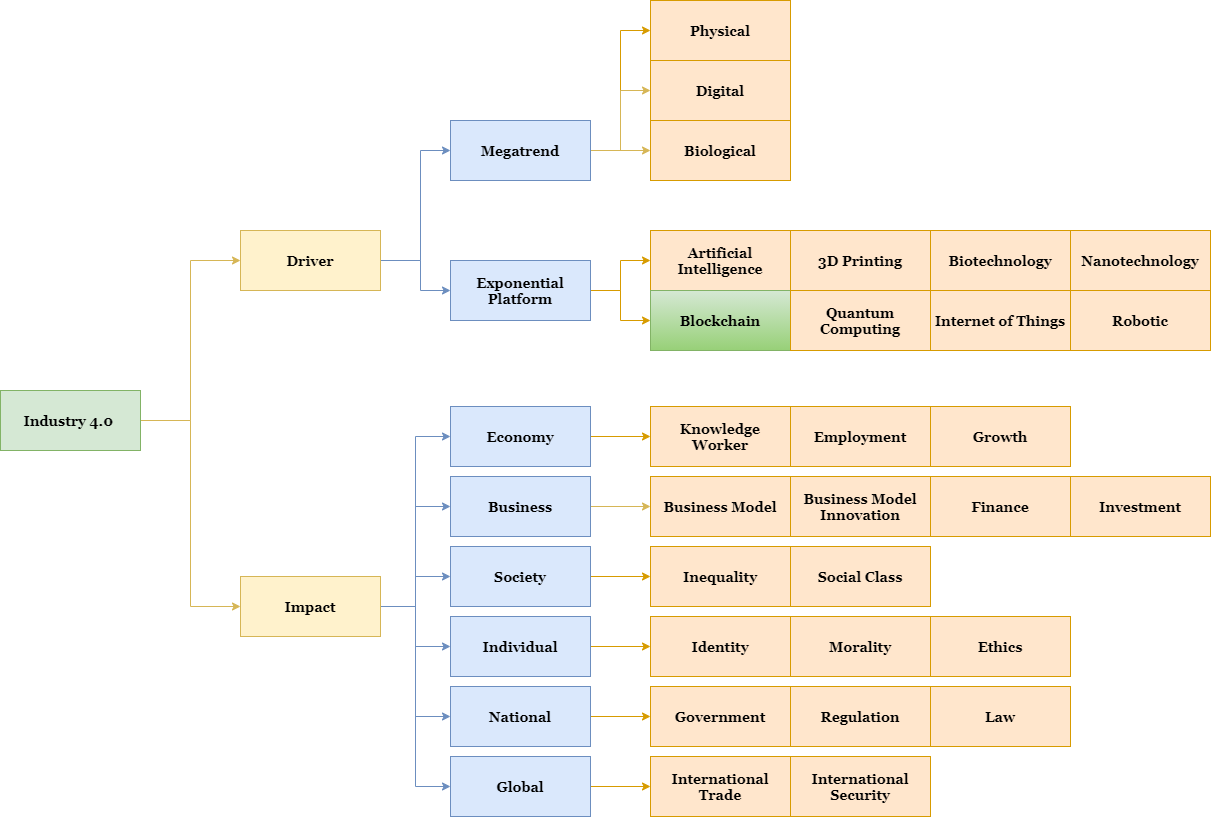 Physical
Digital
Megatrend
Biological
Driver
Artificial
Intelligence
3D Printing
Biotechnology
Nanotechnology
Exponential
Platform
Blockchain
Quantum
Computing
Internet of Things
Robotic
Industry 4.0
Economy
Knowledge
Worker
Employment
Growth
Business
Business Model
Business Model
Innovation
Finance
Investment
Society
Inequality
Social Class
Impact
Individual
Identity
Morality
Ethics
National
Government
Regulation
Law
Global
International
Trade
International
Security